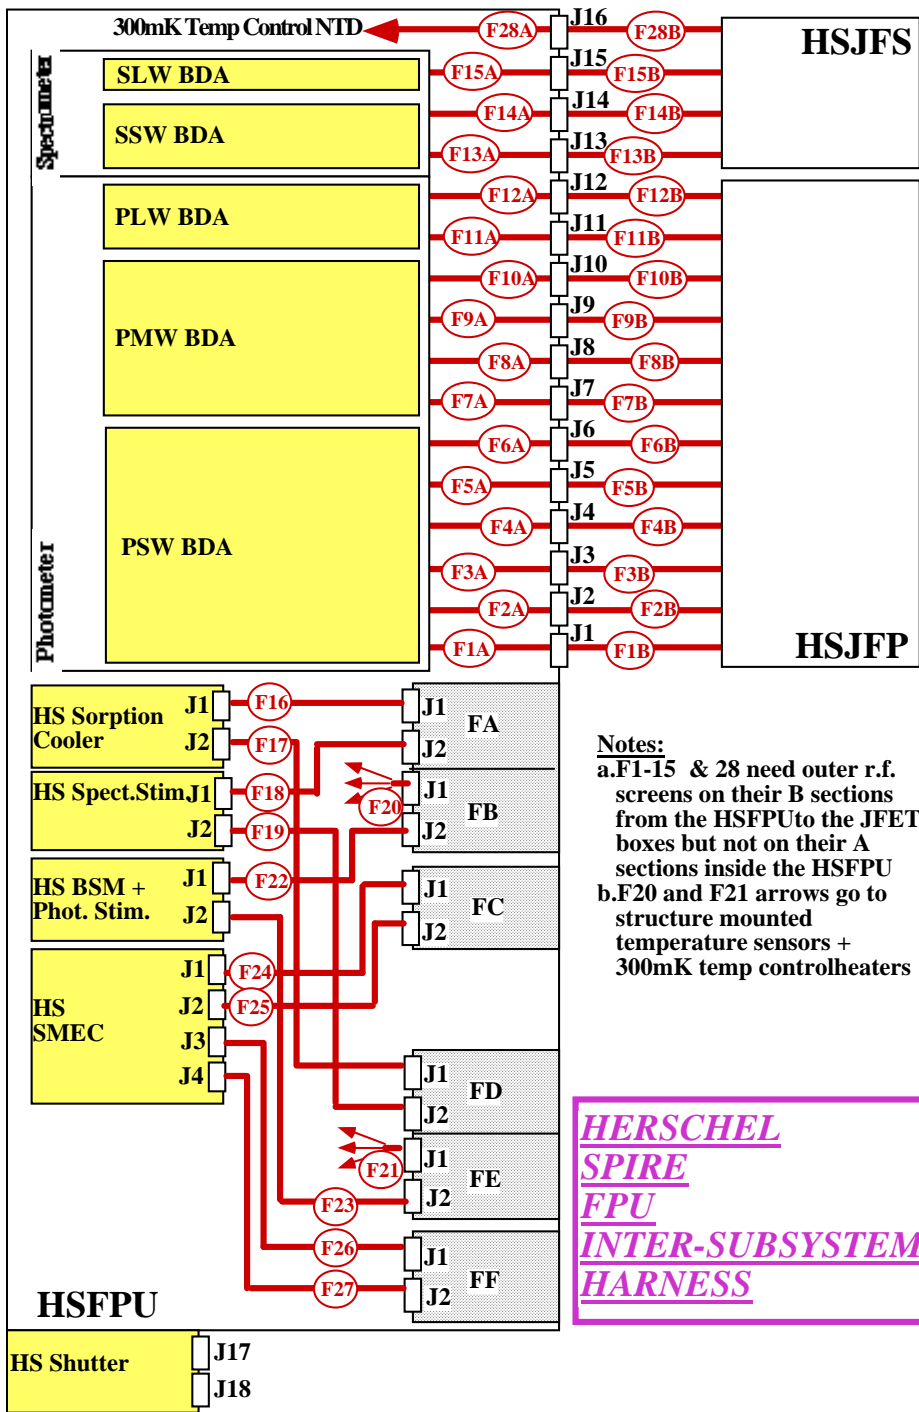 300mK Temp Control NTD
F28A
J16
F28B
HSJFS
Spectrometer
SLW BDA
F15A
J15
F15B
SSW BDA
F14A
J14
F14B
F13A
J13
F13B
Photometer
PLW BDA
F12A
J12
F12B
F11A
J11
F11B
PMW BDA
F10A
J10
F10B
F9A
J9
F9B
F8A
J8
F8B
F7A
J7
F7B
PSW BDA
F6A
J6
F6B
F5A
J5
F5B
F4A
J4
F4B
F3A
J3
F3B
F2A
J2
F2B
F1A
J1
F1B
HSJFP
HS Sorption
Cooler
J1
J2
F16
F17
J1
J2
FA
HS Spect.Stim.
J1
J2
F18
F19
F20
J1
J2
FB
HS BSM +
Phot. Stim.
J1
J2
F22
J1
J2
FC
HS
SMEC
J1
J2
J3
J4
F24
F25
J1
J2
FD
F21
J1
J2
FE
F23
F26
F27
J1
J2
FF
HSFPU
HS Shutter
J17
J18
Notes:
a.F1-15 & 28 need outer r.f.
screens on their B sections
from the HSFPUto the JFET
boxes but not on their A
sections inside the HSFPU
b.F20 and F21 arrows go to
structure mounted
temperature sensors +
300mK temp controlheaters
HERSCHEL
SPIRE
FPU
INTER-SUBSYSTEM
HARNESS